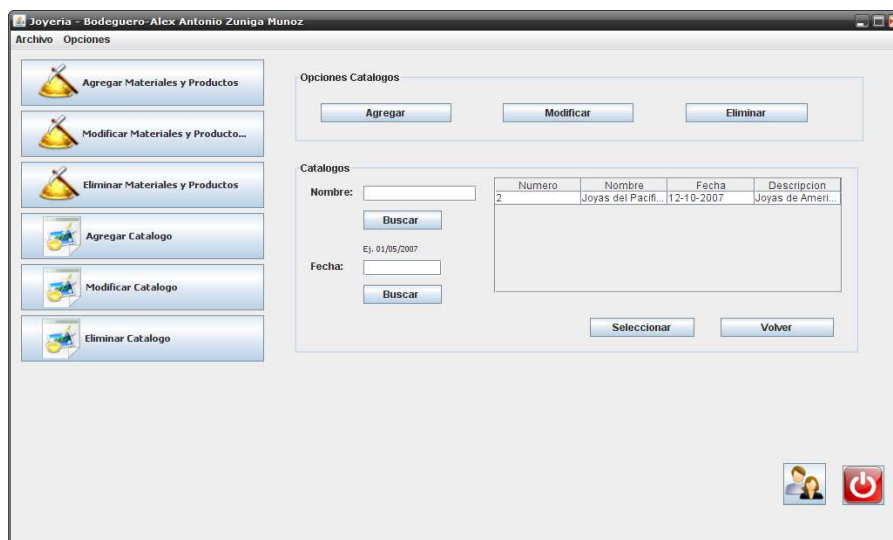 Joyeria - Bodeguero-Alex Antonio Zuniga Munoz
Archivo Opciones
Agregar Materiales y Productos
Modificar Materiales y Producto...
Eliminar Materiales y Productos
Agregar Catalogo
Modificar Catalogo
Eliminar Catalogo
Opciones Catalogos
Agregar Modificar Eliminar
Catalogos
Nombre:
Buscar
Ej. 01/05/2007
Fecha:
Buscar
Numero Nombre Fecha Descripcion
2 Joyas del Pacifi... 12-10-2007 Joyas de Ameri...
Seleccionar Volver